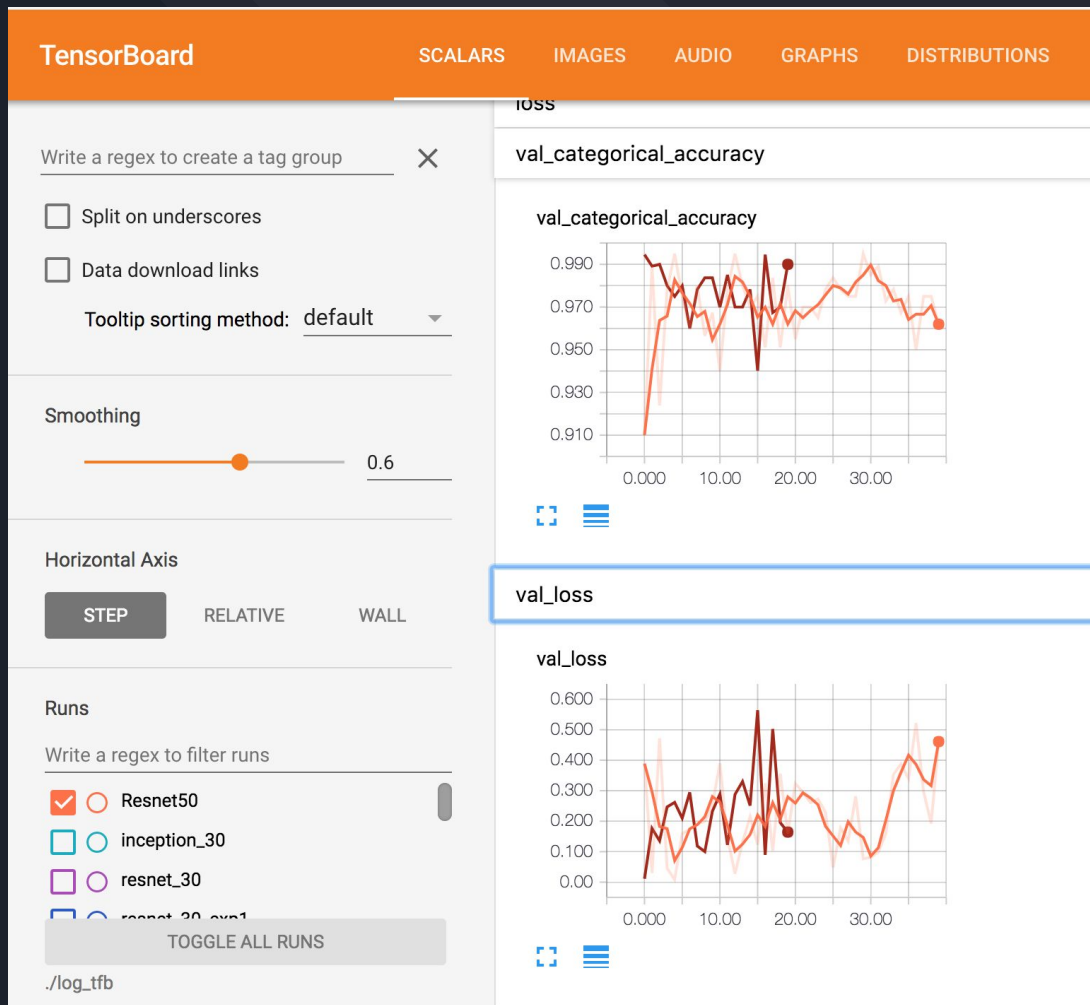 TensorBoard
SCALARS IMAGES AUDIO GRAPHS DISTRIBUTIONS
loss
Write a regex to create a tag group
val_categorical_accuracy
Split on underscores
val_categorical_accuracy
Data download links
Tooltip sorting method: default
0.990
0.970
0.950
0.930
0.910
0.000 10.00 20.00 30.00
Smoothing
0.6
Horizontal Axis
STEP RELATIVE WALL
val_loss
val_loss
0.600
0.500
0.400
0.300
0.200
0.100
0.00
0.000 10.00 20.00 30.00
Runs
Write a regex to filter runs
Resnet50
inception_30
resnet_30
resnet_30_exp1
TOGGLE ALL RUNS
./log_tfb